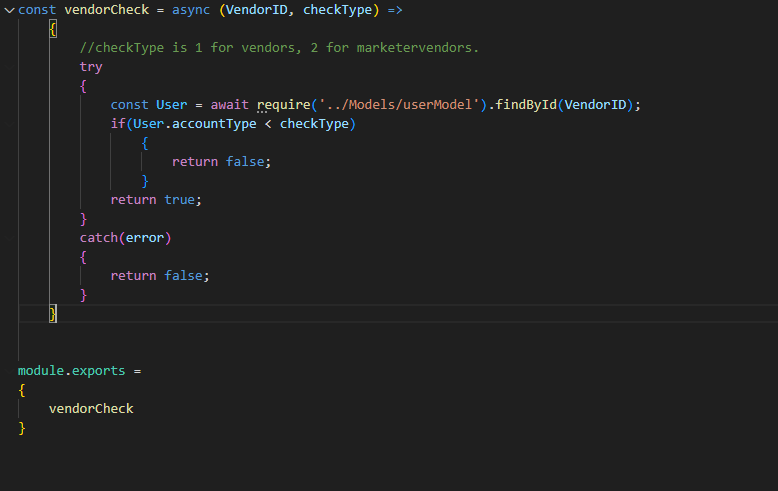 const vendorCheck = async (VendorID, checkType) =>
{
//checkType is 1 for vendors, 2 for marketervendors.
try
{
const User = await require('../Models/userModel').findById(VendorID);
if(User.accountType < checkType)
{
return false;
}
return true;
}
catch(error)
{
return false;
}
}
module.exports =
{
vendorCheck
}